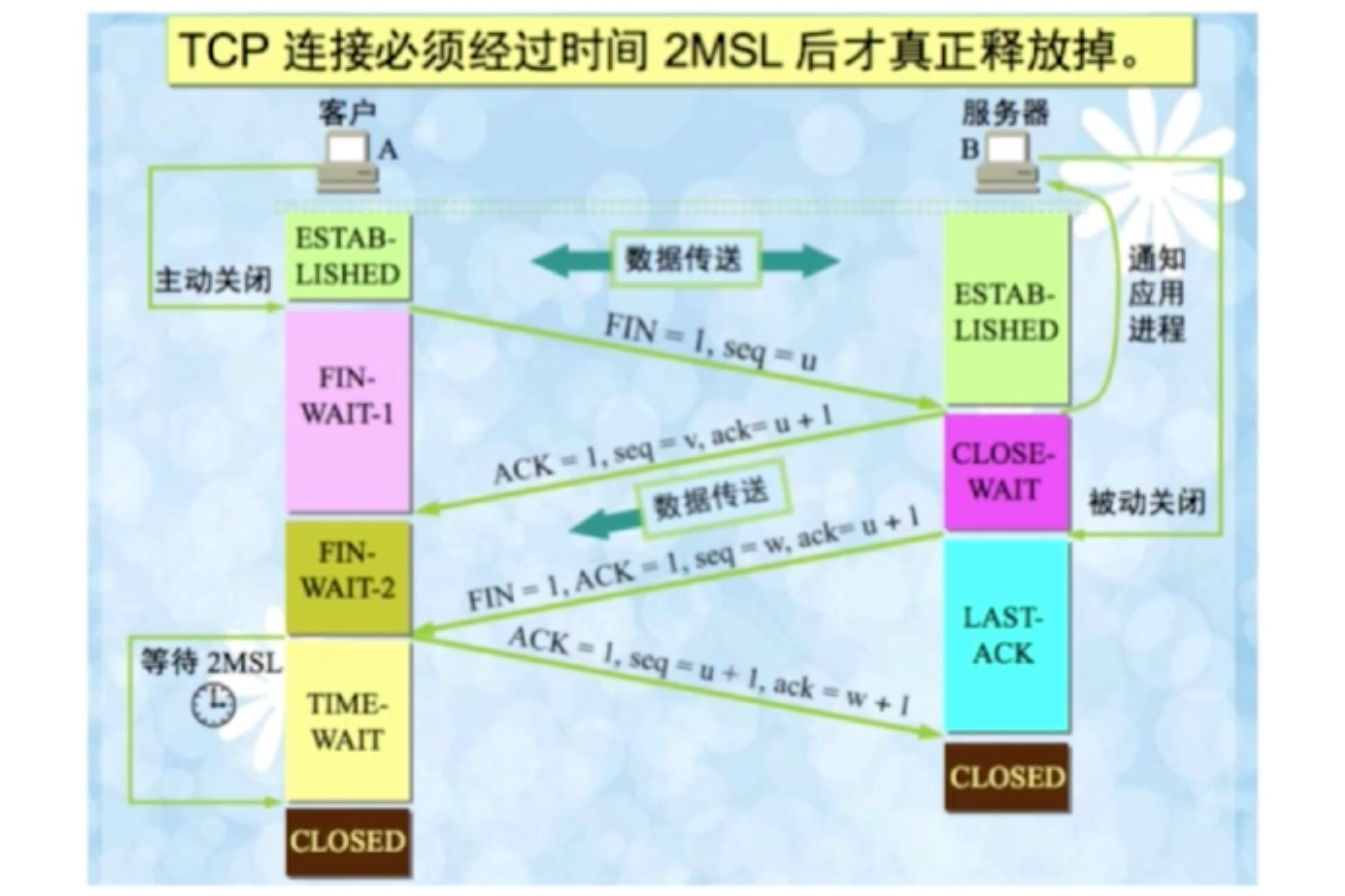 TCP 连接必须经过时间 2MSL 后才真正释放掉。
客户
A
服务器
B
ESTAB-
LISHED
数据传送
ESTAB-
LISHED
通知
应用
进程
主动关闭
FIN = 1, seq = u
FIN-
WAIT-1
ACK = 1, seq = v, ack= u + 1
CLOSE-
WAIT
数据传送
被动关闭
FIN-
WAIT-2
FIN = 1, ACK = 1, seq = w, ack= u + 1
LAST-
ACK
等待 2MSL
ACK = 1, seq = u + 1, ack = w + 1
TIME-
WAIT
CLOSED
CLOSED